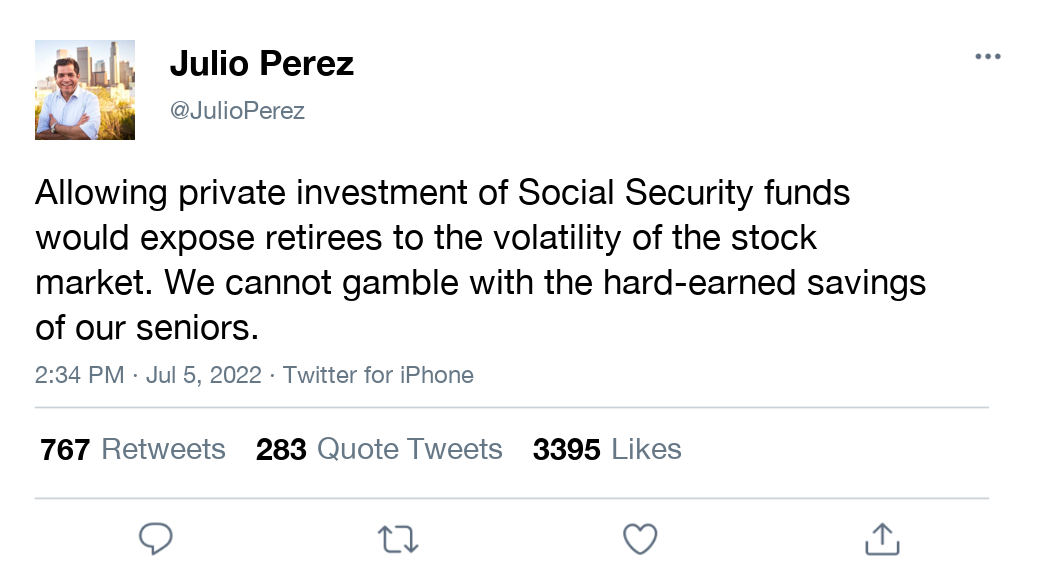 Julio Perez
@JulioPerez
Allowing private investment of Social Security funds
would expose retirees to the volatility of the stock
market. We cannot gamble with the hard-earned savings
of our seniors.
2:34 PM · Jul 5, 2022 · Twitter for iPhone
767 Retweets 283 Quote Tweets 3395 Likes